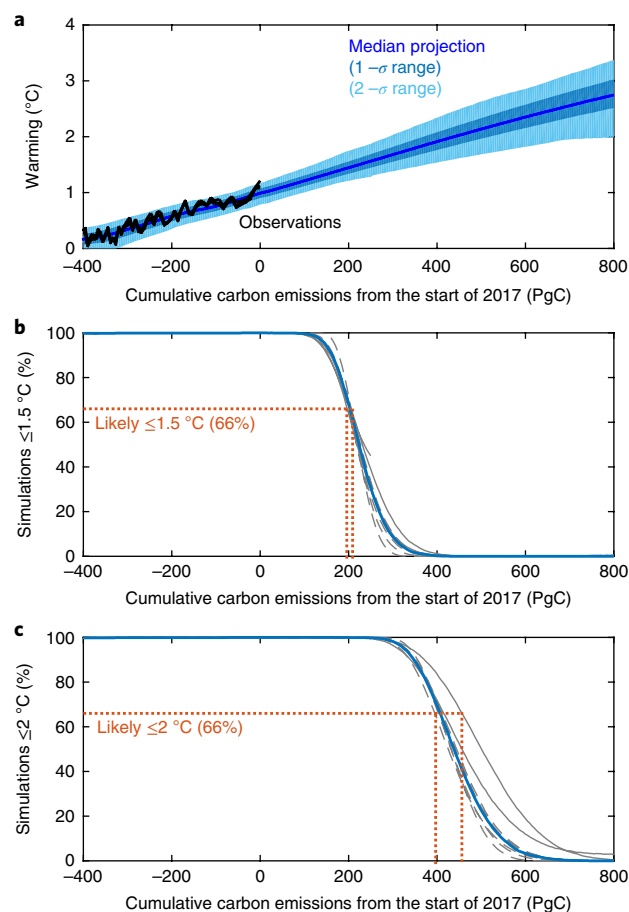 a
4
3
2
1
0
Warming (°C)
Median projection
(1 –σ range)
(2 –σ range)
Observations
–400 –200 0 200 400 600 800
Cumulative carbon emissions from the start of 2017 (PgC)
b
100
80
60
40
20
0
Simulations ≤1.5 °C (%)
Likely ≤1.5 °C (66%)
–400 –200 0 200 400 600 800
Cumulative carbon emissions from the start of 2017 (PgC)
c
100
80
60
40
20
0
Simulations ≤2 °C (%)
Likely ≤2 °C (66%)
–400 –200 0 200 400 600 800
Cumulative carbon emissions from the start of 2017 (PgC)